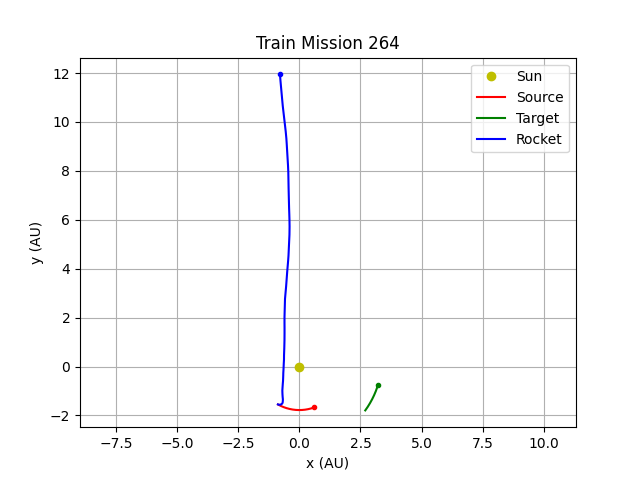 Train Mission 264
Sun
Source
Target
Rocket
12
10
8
6
4
2
0
−2
y (AU)
−7.5 −5.0 −2.5 0.0 2.5 5.0 7.5 10.0
x (AU)